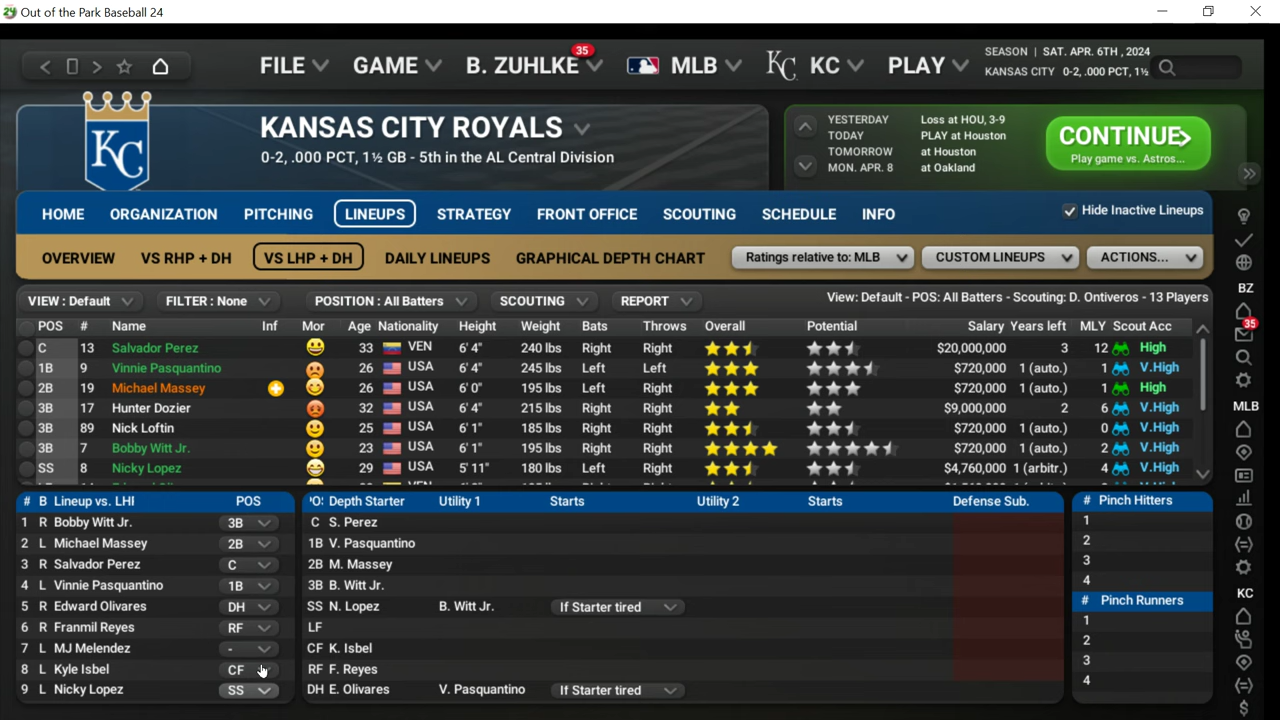 Out of the Park Baseball 24
FILE GAME B. ZUHLKE 35 MLB KC KC PLAY
SEASON | SAT. APR. 6TH , 2024
KANSAS CITY 0-2, .000 PCT, 1½
KC
KANSAS CITY ROYALS
0-2, .000 PCT, 1½ GB - 5th in the AL Central Division
YESTERDAY Loss at HOU, 3-9
TODAY PLAY at Houston
TOMORROW at Houston
MON. APR. 8 at Oakland
CONTINUE
Play game vs. Astros...
HOME ORGANIZATION PITCHING LINEUPS STRATEGY FRONT OFFICE SCOUTING SCHEDULE INFO Hide Inactive Lineups
OVERVIEW VS RHP + DH VS LHP + DH DAILY LINEUPS GRAPHICAL DEPTH CHART Ratings relative to: MLB CUSTOM LINEUPS ACTIONS...
VIEW : Default FILTER : None POSITION : All Batters SCOUTING REPORT View: Default - POS: All Batters - Scouting: D. Ontiveros - 13 Players
POS # Name Inf Mor Age Nationality Height Weight Bats Throws Overall Potential Salary Years left MLY Scout Acc
C 13 Salvador Perez 33 VEN 6' 4" 240 lbs Right Right $20,000,000 3 12 High
1B 9 Vinnie Pasquantino 26 USA 6' 4" 245 lbs Left Left $720,000 1 (auto.) 1 V.High
2B 19 Michael Massey 26 USA 6' 0" 195 lbs Left Right $720,000 1 (auto.) 1 High
3B 17 Hunter Dozier 32 USA 6' 4" 215 lbs Right Right $9,000,000 2 6 V.High
3B 89 Nick Loftin 25 USA 6' 1" 185 lbs Right Right $720,000 1 (auto.) 0 V.High
3B 7 Bobby Witt Jr. 23 USA 6' 1" 195 lbs Right Right $720,000 1 (auto.) 2 V.High
SS 8 Nicky Lopez 29 USA 5' 11" 180 lbs Left Right $4,760,000 1 (arbitr.) 4 V.High
# B Lineup vs. LHI POS
1 R Bobby Witt Jr. 3B
2 L Michael Massey 2B
3 R Salvador Perez C
4 L Vinnie Pasquantino 1B
5 R Edward Olivares DH
6 R Franmil Reyes RF
7 L MJ Melendez -
8 L Kyle Isbel CF
9 L Nicky Lopez SS
'O: Depth Starter Utility 1 Starts Utility 2 Starts Defense Sub.
C S. Perez
1B V. Pasquantino
2B M. Massey
3B B. Witt Jr.
SS N. Lopez B. Witt Jr. If Starter tired
LF
CF K. Isbel
RF F. Reyes
DH E. Olivares V. Pasquantino If Starter tired
# Pinch Hitters
1
2
3
4
# Pinch Runners
1
2
3
4
BZ
35
MLB
KC